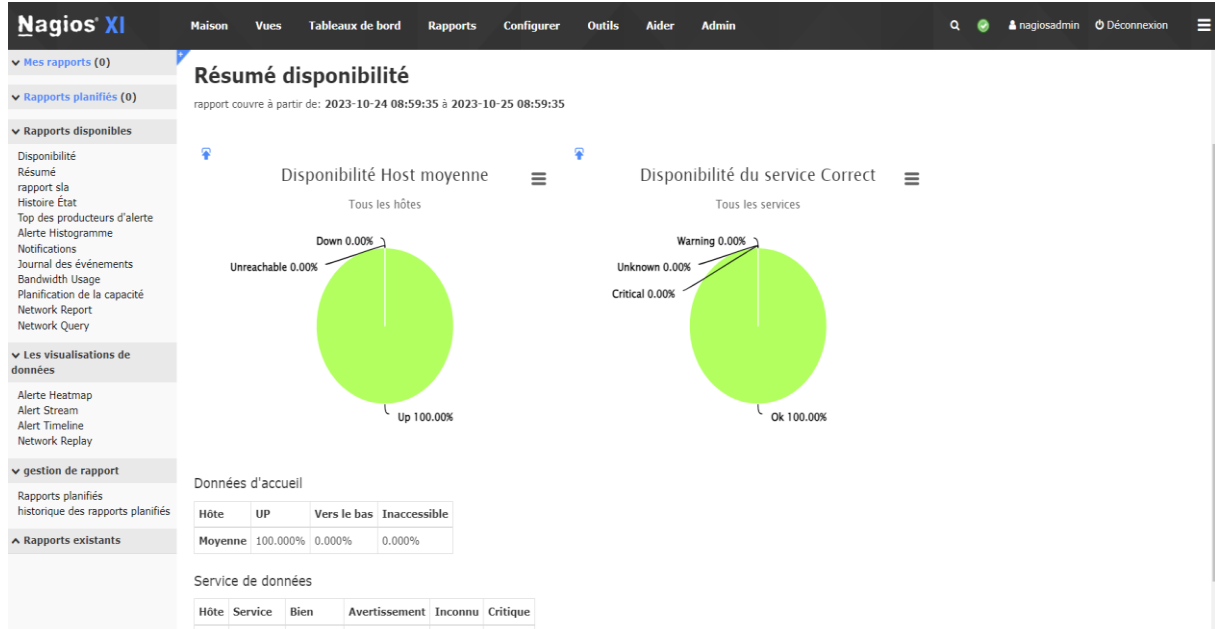 Nagios XI Maison Vues Tableaux de bord Rapports Configurer Outils Aider Admin nagiosadmin Déconnexion
Mes rapports (0)
Rapports planifiés (0)
Rapports disponibles
Disponibilité
Résumé
rapport sla
Histoire État
Top des producteurs d'alerte
Alerte Histogramme
Notifications
Journal des événements
Bandwidth Usage
Planification de la capacité
Network Report
Network Query
Les visualisations de
données
Alerte Heatmap
Alert Stream
Alert Timeline
Network Replay
gestion de rapport
Rapports planifiés
historique des rapports planifiés
Rapports existants
Résumé disponibilité
rapport couvre à partir de: 2023-10-24 08:59:35 à 2023-10-25 08:59:35
Disponibilité Host moyenne
Tous les hôtes
Down 0.00%
Unreachable 0.00%
Up 100.00%
Disponibilité du service Correct
Tous les services
Warning 0.00%
Unknown 0.00%
Critical 0.00%
Ok 100.00%
Données d'accueil
Hôte UP Vers le bas Inaccessible
Moyenne 100.000% 0.000% 0.000%
Service de données
Hôte Service Bien Avertissement Inconnu Critique